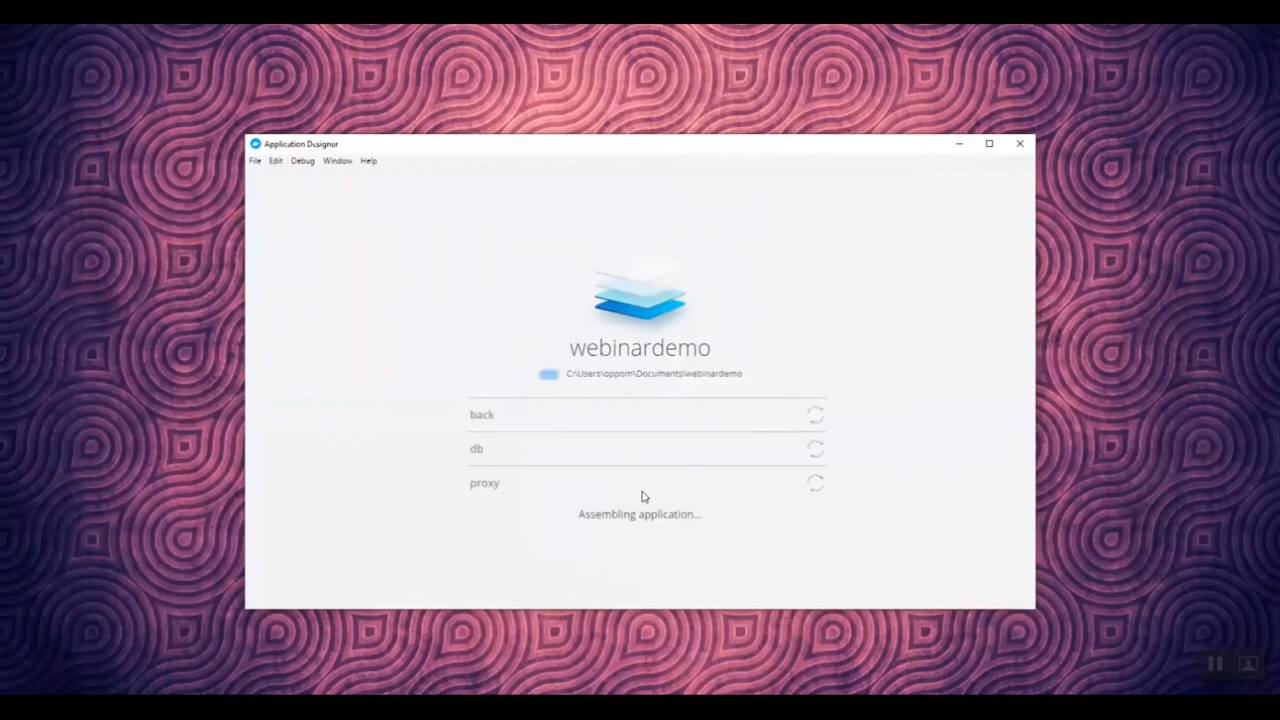 Application Designer
File Edit Debug Window Help
webinardemo
C:\Users\oppom\Documents\webinardemo
back
db
proxy
Assembling application...